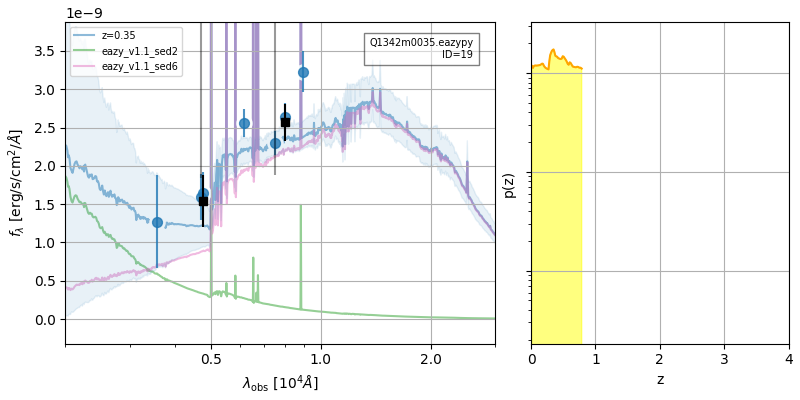 1e−9
z=0.35
eazy_v1.1_sed2
eazy_v1.1_sed6
Q1342m0035.eazypy
ID=19
3.5
3.0
2.5
2.0
1.5
1.0
0.5
0.0
f_λ [erg/s/cm²/Å]
0.5
1.0
2.0
λ_obs [10⁴Å]
p(z)
0
1
2
3
4
z